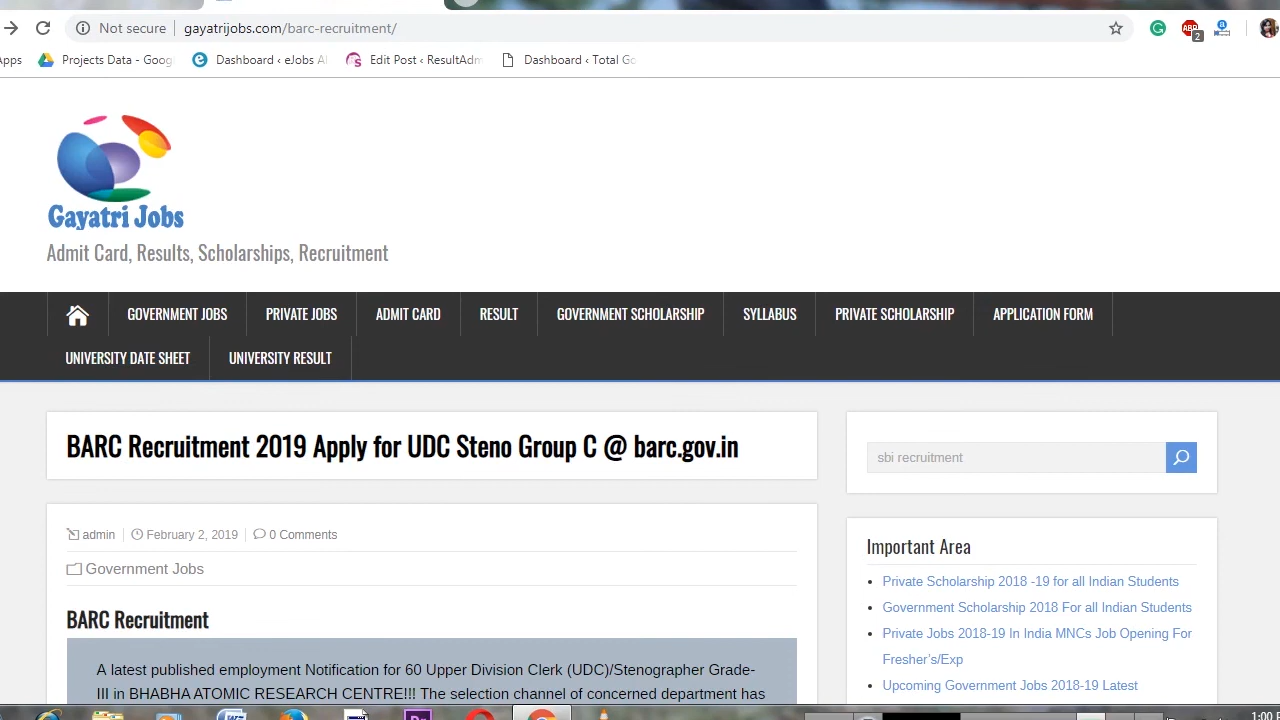 Not secure gayatrijobs.com/barc-recruitment/
ABP
2
Projects Data - Goog Dashboard ‹ eJobs Al Edit Post ‹ ResultAdm Dashboard ‹ Total Go
Gayatri Jobs
Admit Card, Results, Scholarships, Recruitment
GOVERNMENT JOBS PRIVATE JOBS ADMIT CARD RESULT GOVERNMENT SCHOLARSHIP SYLLABUS PRIVATE SCHOLARSHIP APPLICATION FORM
UNIVERSITY DATE SHEET UNIVERSITY RESULT
BARC Recruitment 2019 Apply for UDC Steno Group C @ barc.gov.in
admin February 2, 2019 0 Comments
Government Jobs
BARC Recruitment
A latest published employment Notification for 60 Upper Division Clerk (UDC)/Stenographer Grade-
III in BHABHA ATOMIC RESEARCH CENTRE!!! The selection channel of concerned department has
sbi recruitment
Important Area
Private Scholarship 2018 -19 for all Indian Students
Government Scholarship 2018 For all Indian Students
Private Jobs 2018-19 In India MNCs Job Opening For
Fresher's/Exp
Upcoming Government Jobs 2018-19 Latest
1:00